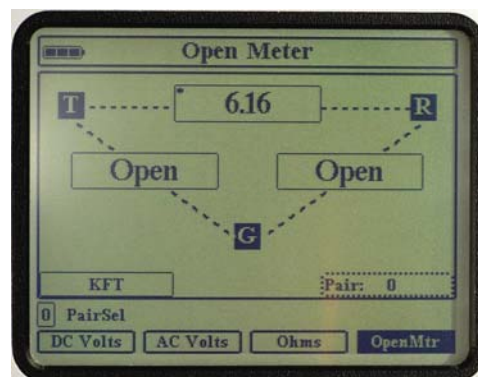 Open Meter
T 6.16 R
Open Open
G
KFT Pair: 0
0 PairSel
DC Volts AC Volts Ohms OpenMtr